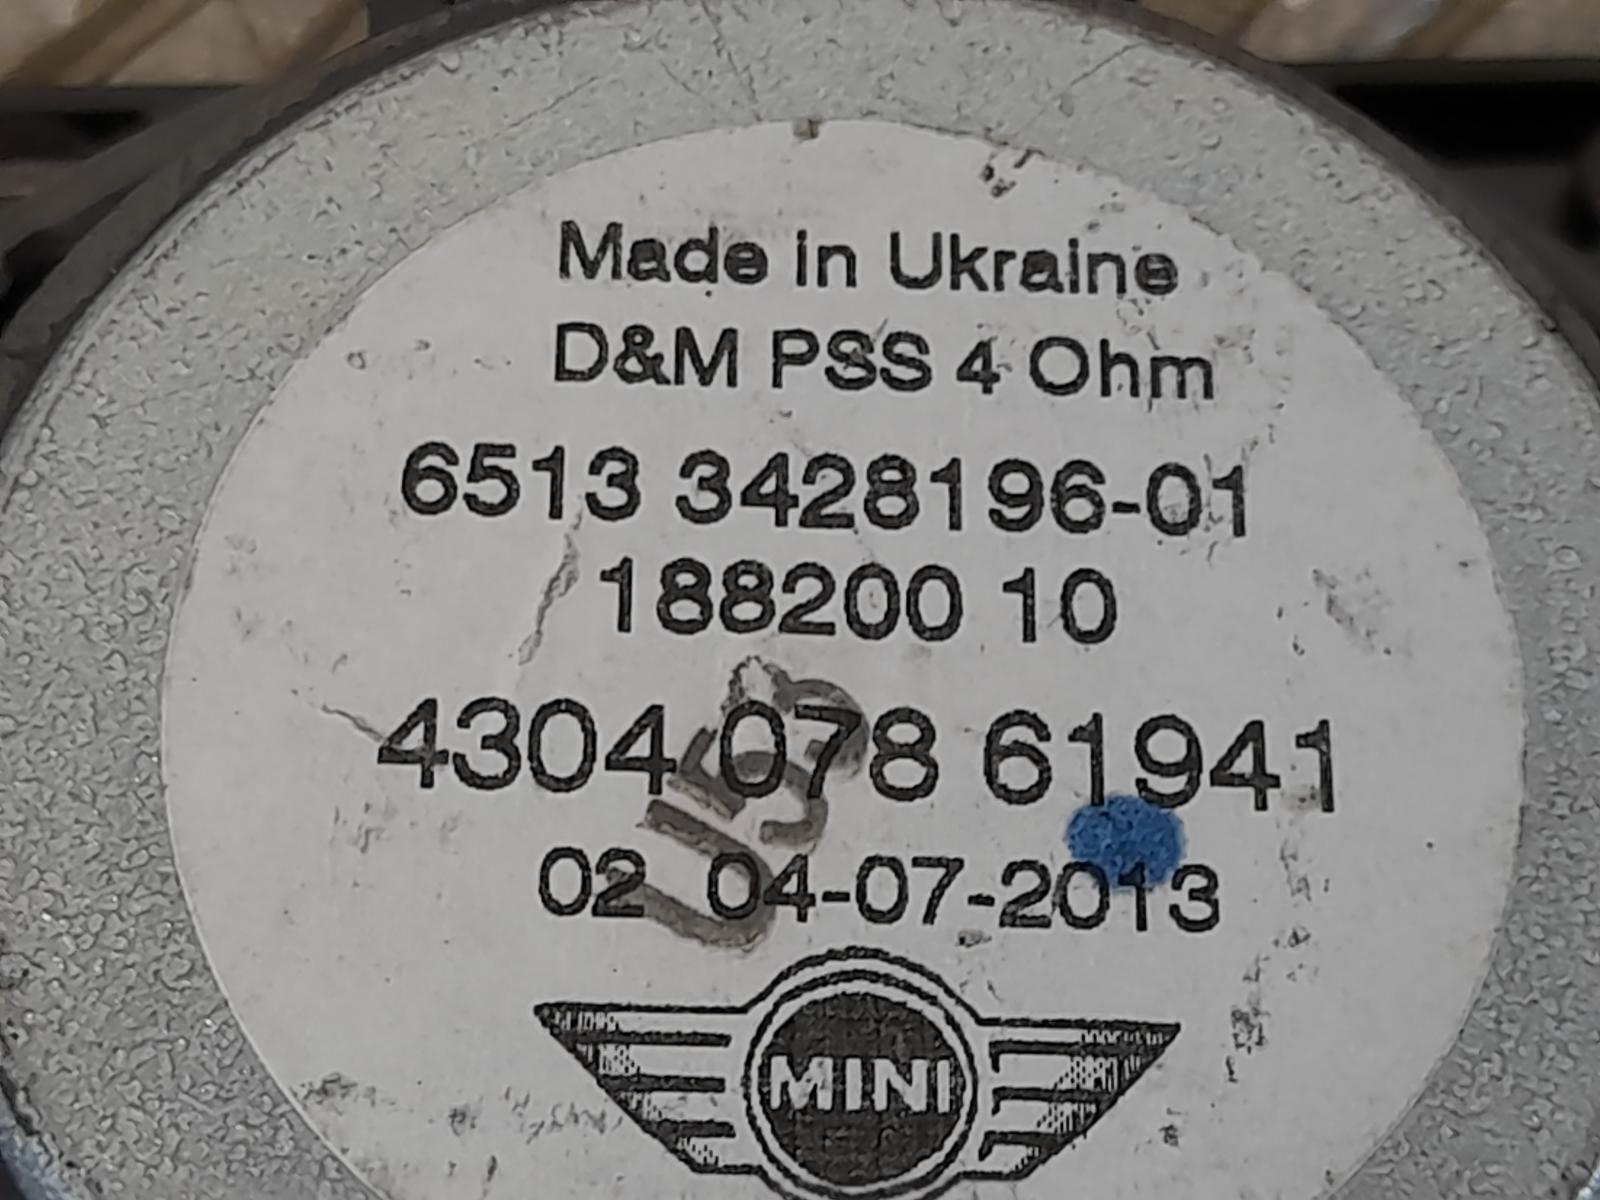 Made in Ukraine
D&M PSS 4 Ohm
6513 3428196-01
188200 10
4304 078 61941
02 04-07-2013
MINI